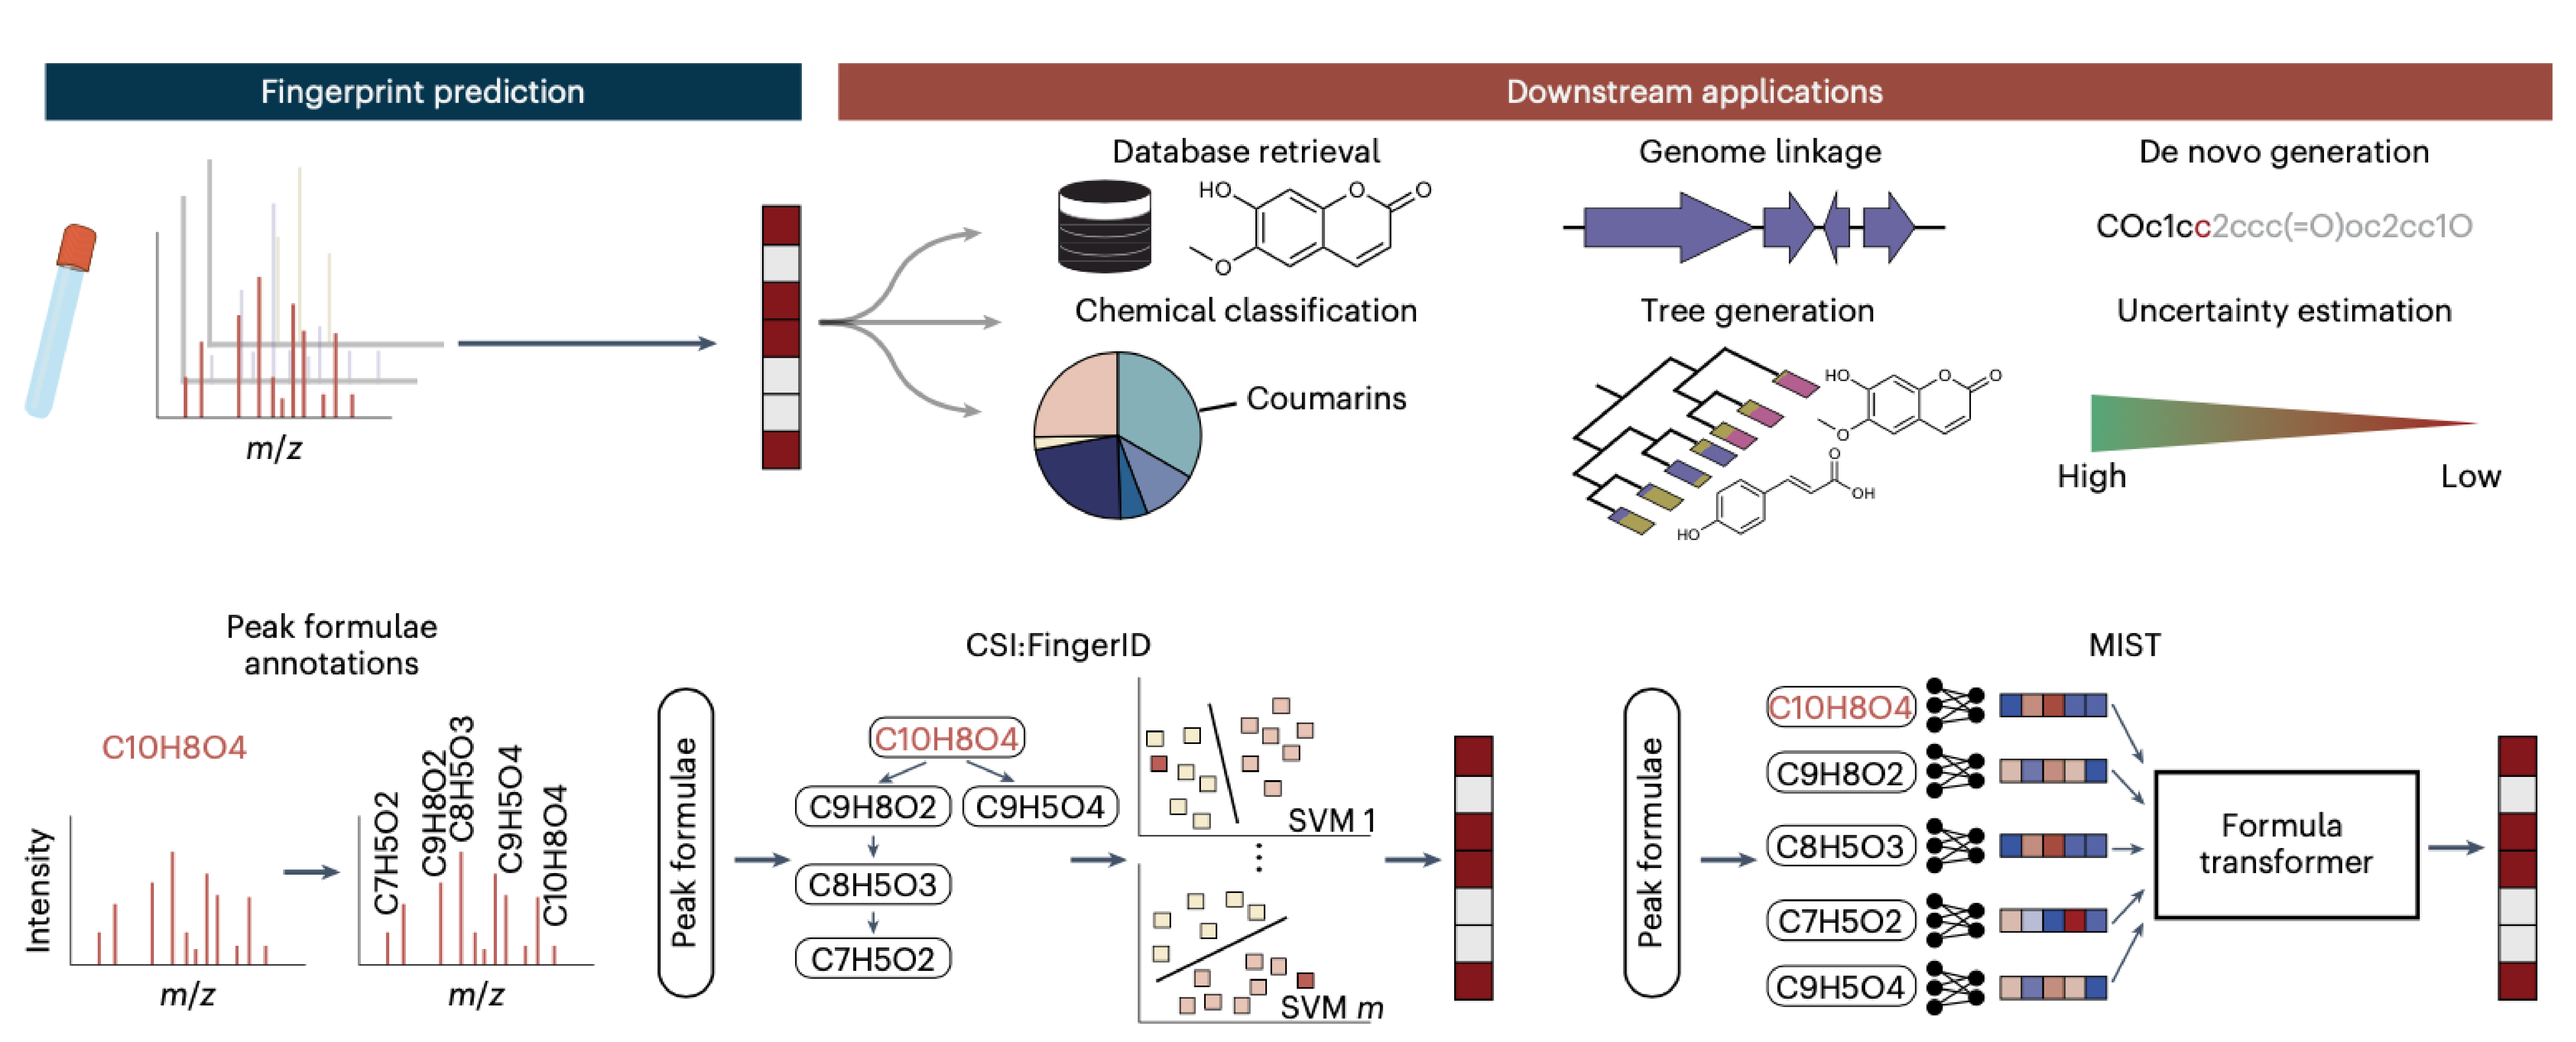 Fingerprint prediction
Downstream applications
m/z
Database retrieval
HO
O
O
O
Chemical classification
Coumarins
Genome linkage
Tree generation
HO
O
O
O
O
OH
HO
De novo generation
COc1cc2ccc(=O)oc2cc1O
Uncertainty estimation
High
Low
Peak formulae
annotations
C10H8O4
Intensity
m/z
C7H5O2
C9H8O2
C8H5O3
C9H5O4
C10H8O4
m/z
CSI:FingerID
Peak formulae
C10H8O4
C9H8O2
C9H5O4
C8H5O3
C7H5O2
SVM 1
SVM m
MIST
Peak formulae
C10H8O4
C9H8O2
C8H5O3
C7H5O2
C9H5O4
Formula
transformer